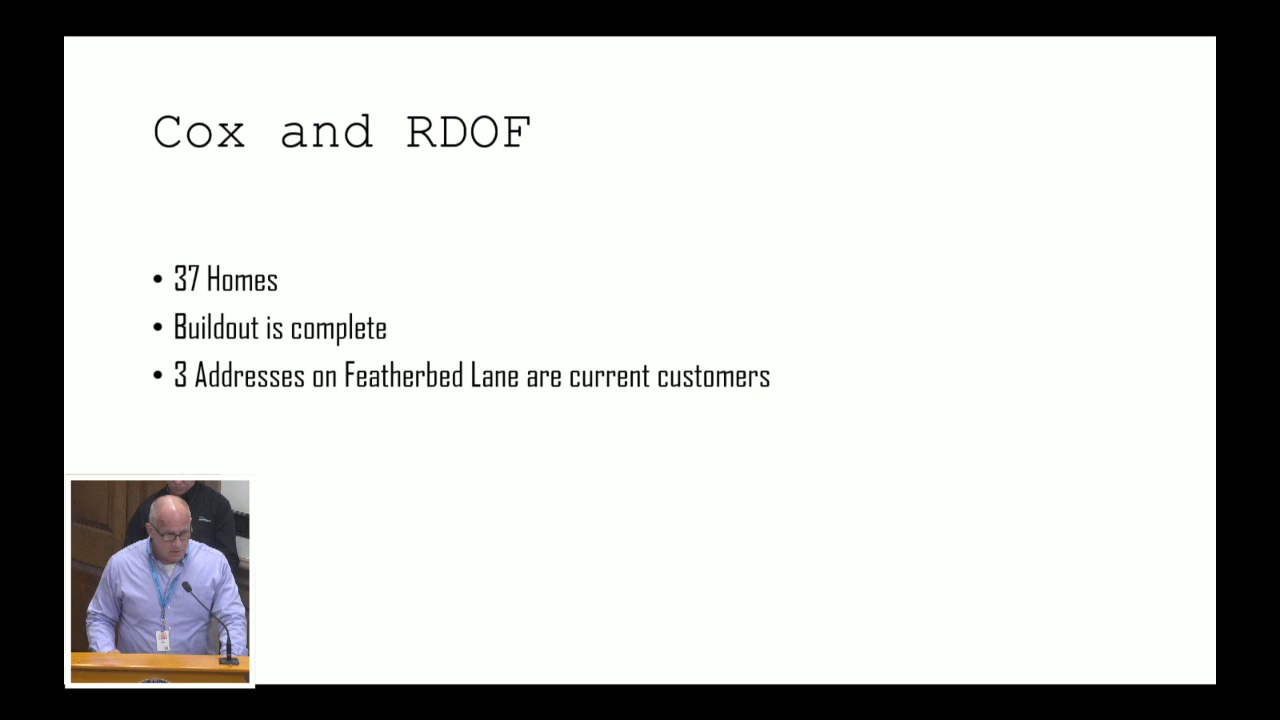 Cox and RDOF
• 37 Homes
• Buildout is complete
• 3 Addresses on Featherbed Lane are current customers